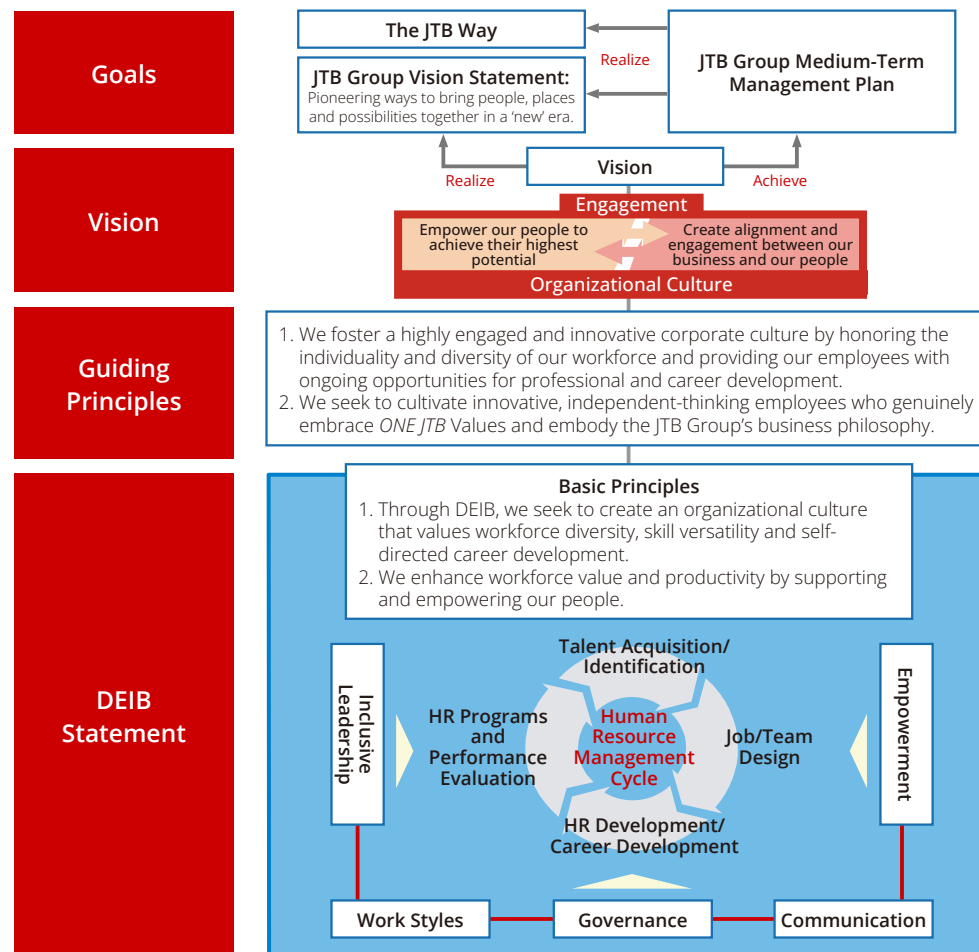 Goals
The JTB Way
JTB Group Vision Statement:
Pioneering ways to bring people, places
and possibilities together in a ‘new’ era.
Realize
JTB Group Medium-Term
Management Plan
Vision
Realize
Vision
Achieve
Engagement
Empower our people to
achieve their highest
potential
Create alignment and
engagement between our
business and our people
Organizational Culture
Guiding
Principles
1. We foster a highly engaged and innovative corporate culture by honoring the
individuality and diversity of our workforce and providing our employees with
ongoing opportunities for professional and career development.
2. We seek to cultivate innovative, independent-thinking employees who genuinely
embrace ONE JTB Values and embody the JTB Group’s business philosophy.
DEIB
Statement
Basic Principles
1. Through DEIB, we seek to create an organizational culture
that values workforce diversity, skill versatility and self-
directed career development.
2. We enhance workforce value and productivity by supporting
and empowering our people.
Inclusive
Leadership
Talent Acquisition/
Identification
HR Programs
and
Performance
Evaluation
Human
Resource
Management
Cycle
Job/Team
Design
HR Development/
Career Development
Empowerment
Work Styles
Governance
Communication